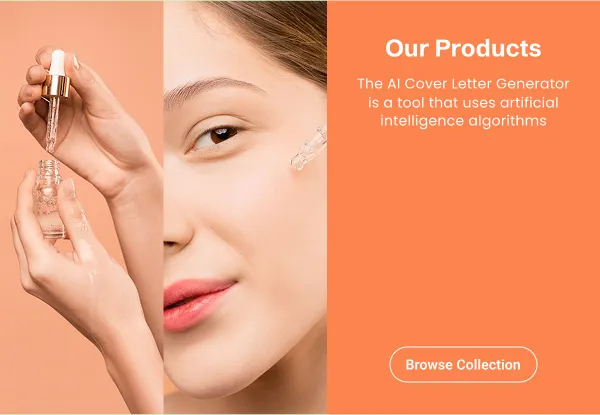 Our Products
The AI Cover Letter Generator
is a tool that uses artificial
intelligence algorithms
Browse Collection